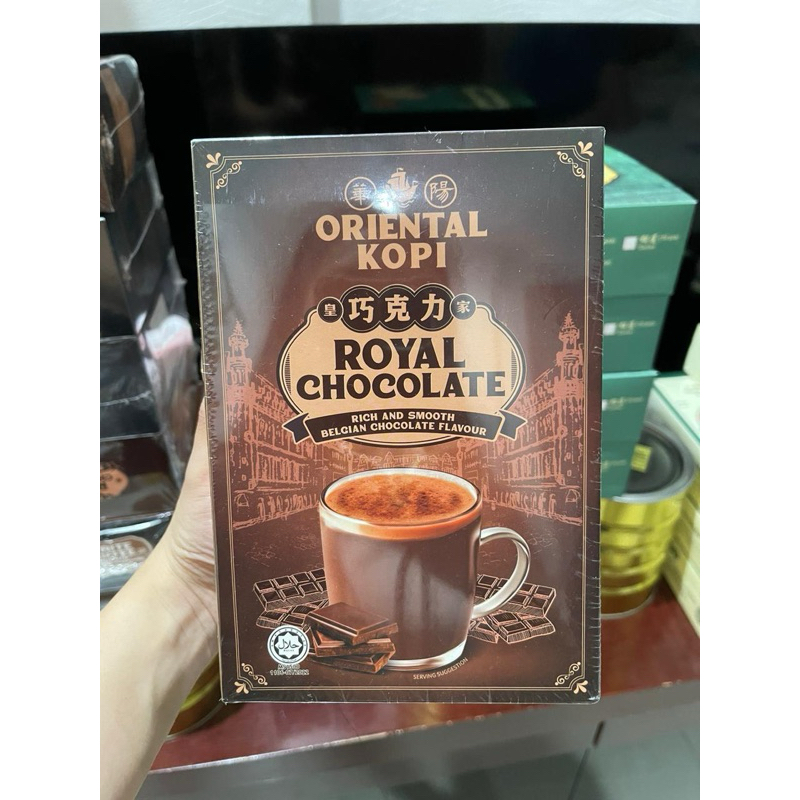 華 陽
ORIENTAL
KOPI
皇 巧克力 家
ROYAL
CHOCOLATE
RICH AND SMOOTH
BELGIAN CHOCOLATE FLAVOUR
حلال
SERVING SUGGESTION